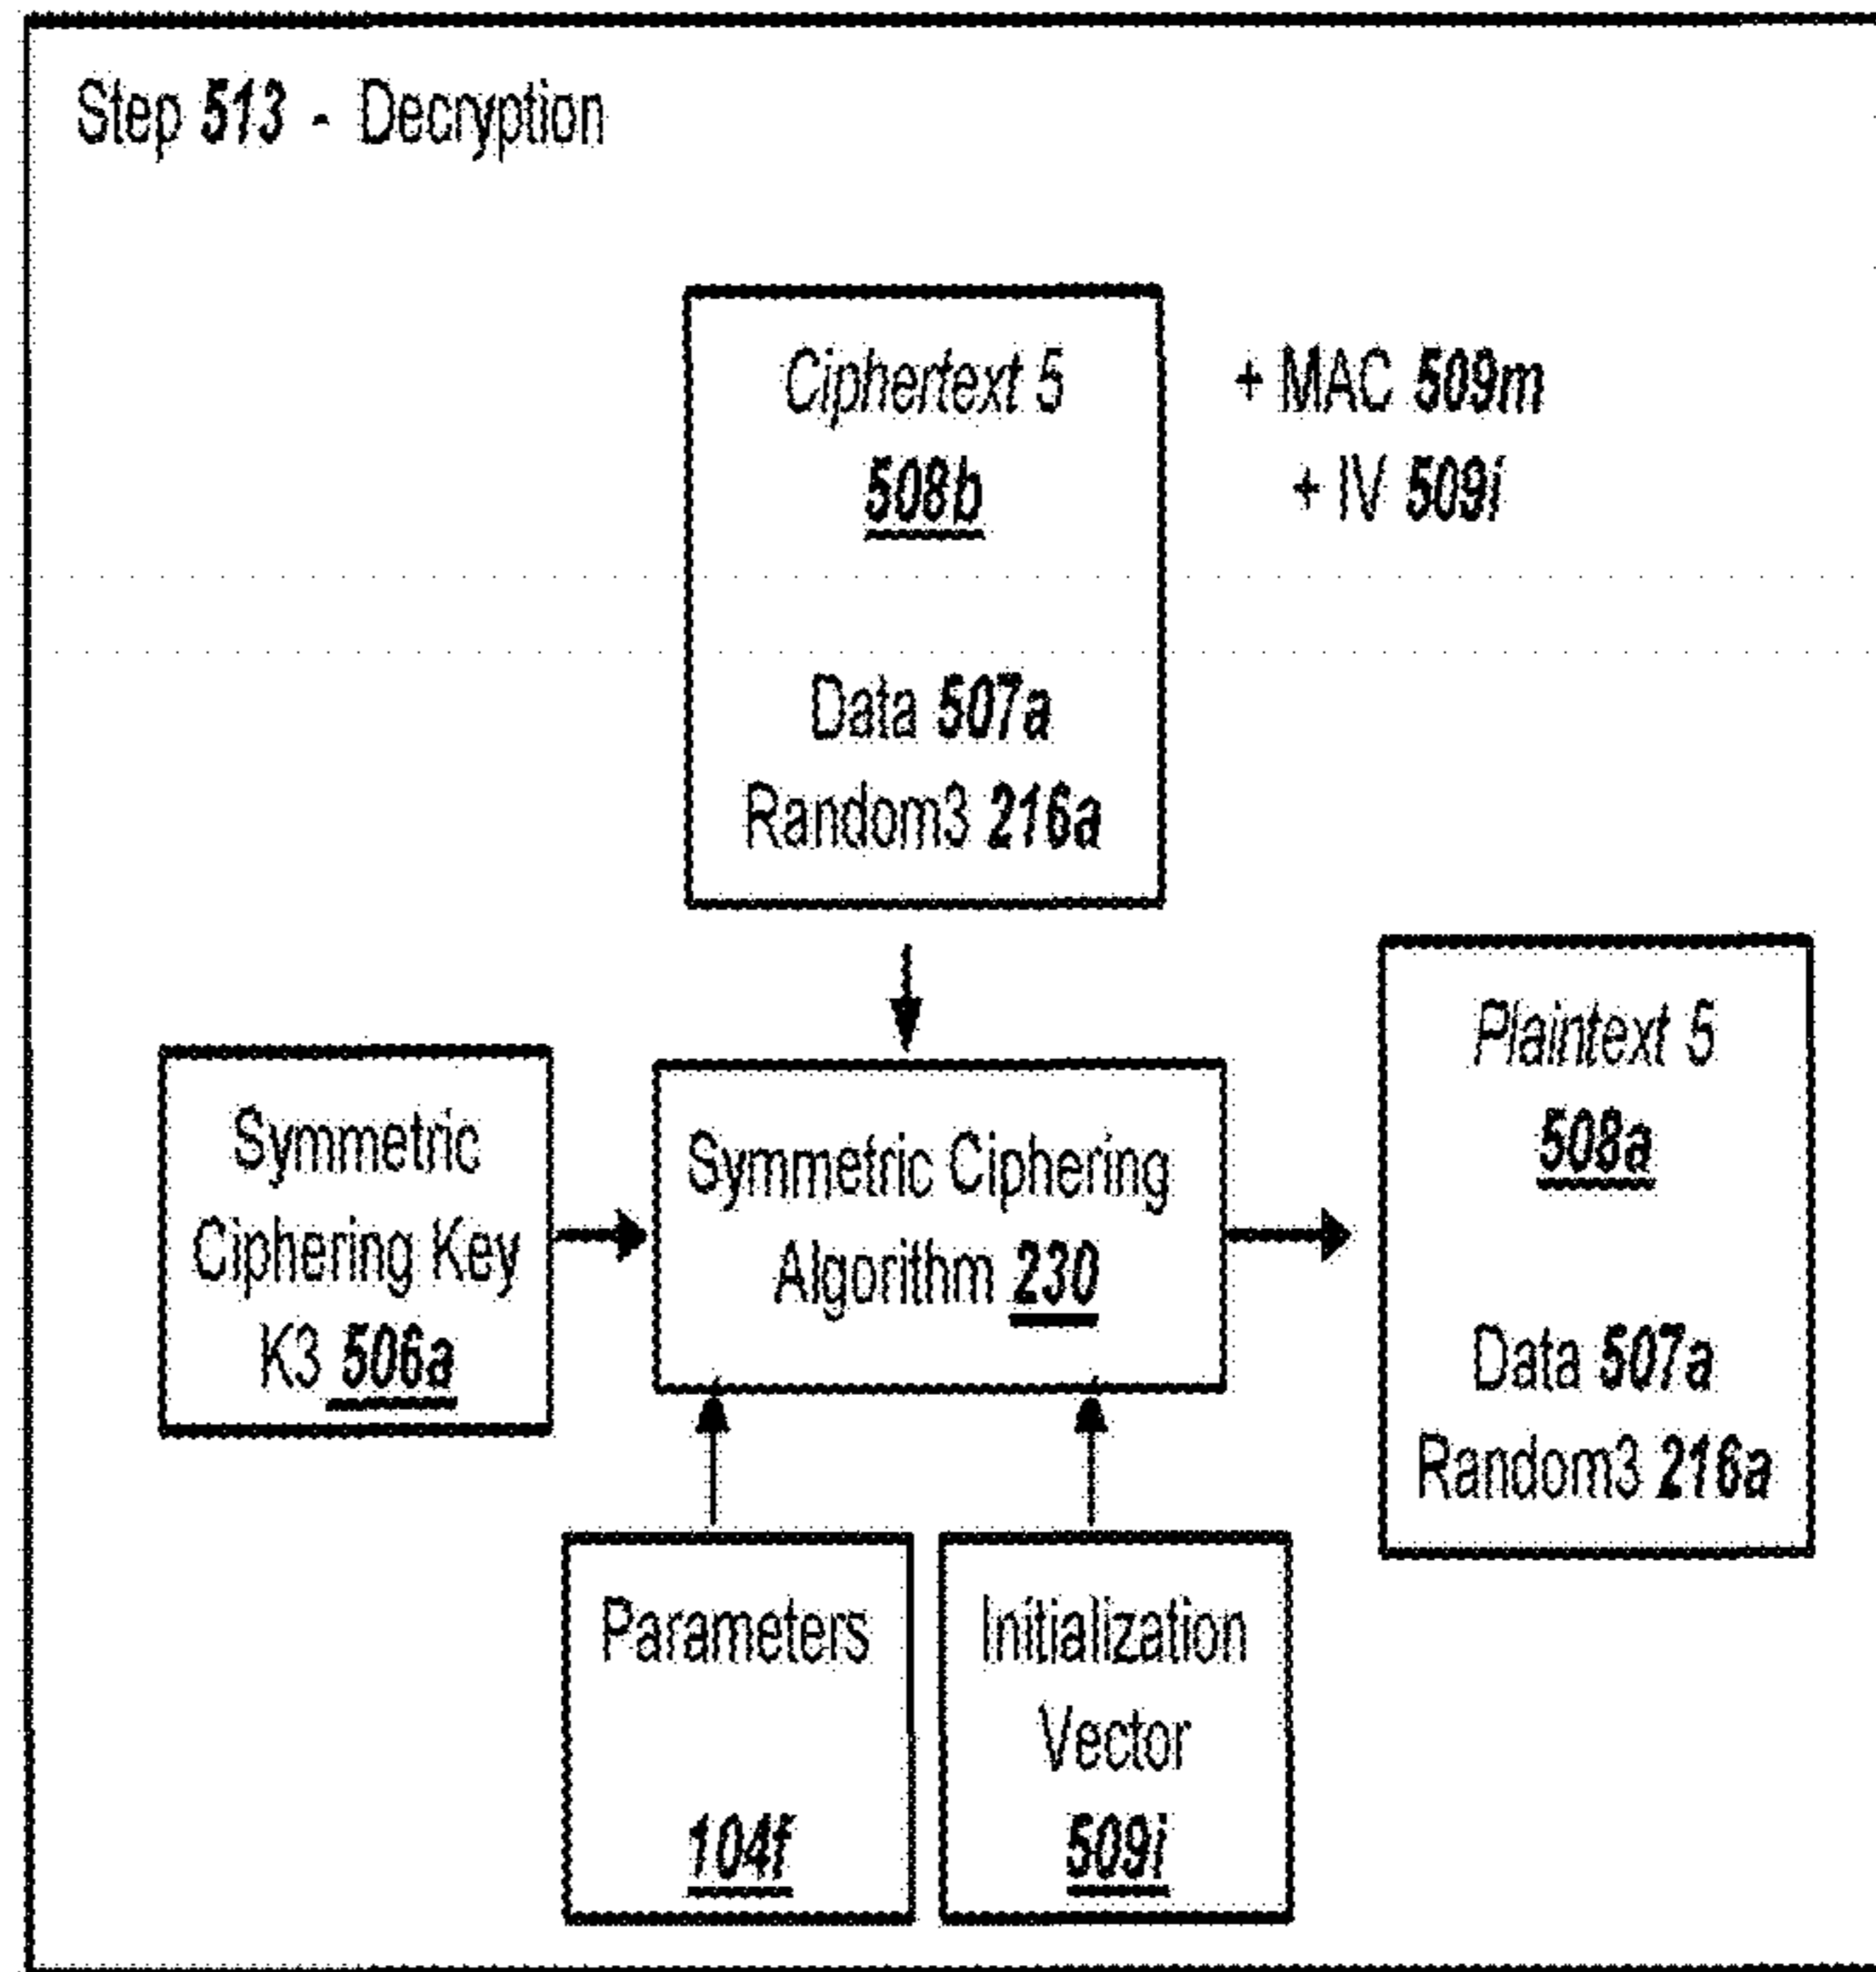 Step 513 - Decryption
Ciphertext 5
508b
Data 507a
Random3 216a
+ MAC 509m
+ IV 509i
Symmetric
Ciphering Key
K3 506a
Symmetric Ciphering
Algorithm 230
Plaintext 5
508a
Data 507a
Random3 216a
Parameters
104f
Initialization
Vector
509i